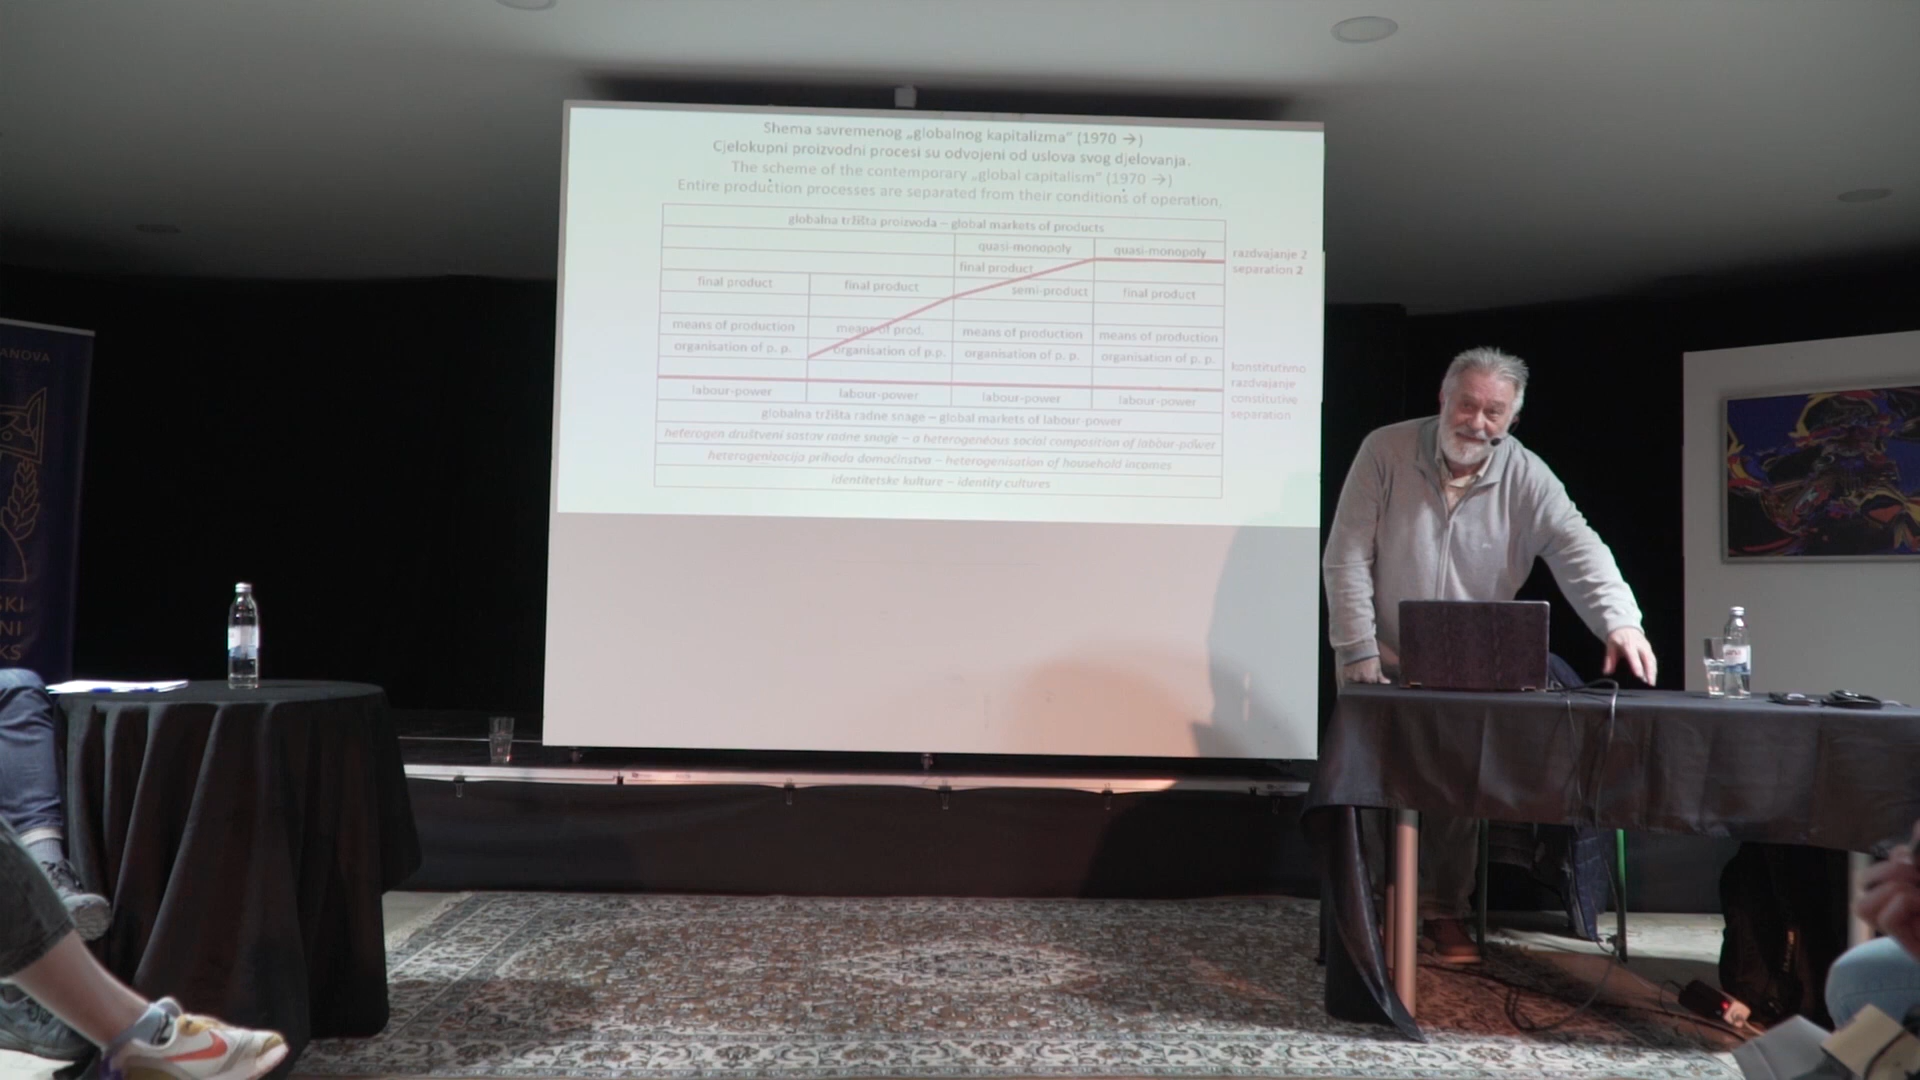 Shema savremenog „globalnog kapitalizma“ (1970 →)
Cjelokupni proizvodni procesi su odvojeni od uslova svog djelovanja.
The scheme of the contemporary „global capitalism“ (1970 →)
Entire production processes are separated from their conditions of operation,
globalna tržišta proizvoda – global markets of products
quasi-monopoly quasi-monopoly
final product
final product final product semi-product final product
means of production means of prod. means of production means of production
organisation of p. p. organisation of p.p. organisation of p. p. organisation of p. p.
labour-power labour-power labour-power labour-power
globalna tržišta radne snage – global markets of labour-power
heterogen društveni sastav radne snage – a heterogeneous social composition of labour-power
heterogenizacija prihoda domaćinstva – heterogenisation of household incomes
identitetske kulture – identity cultures
razdvajanje 2
separation 2
konstitutivno
razdvajanje
constitutive
separation
ANOVA
SKI
NI
KS